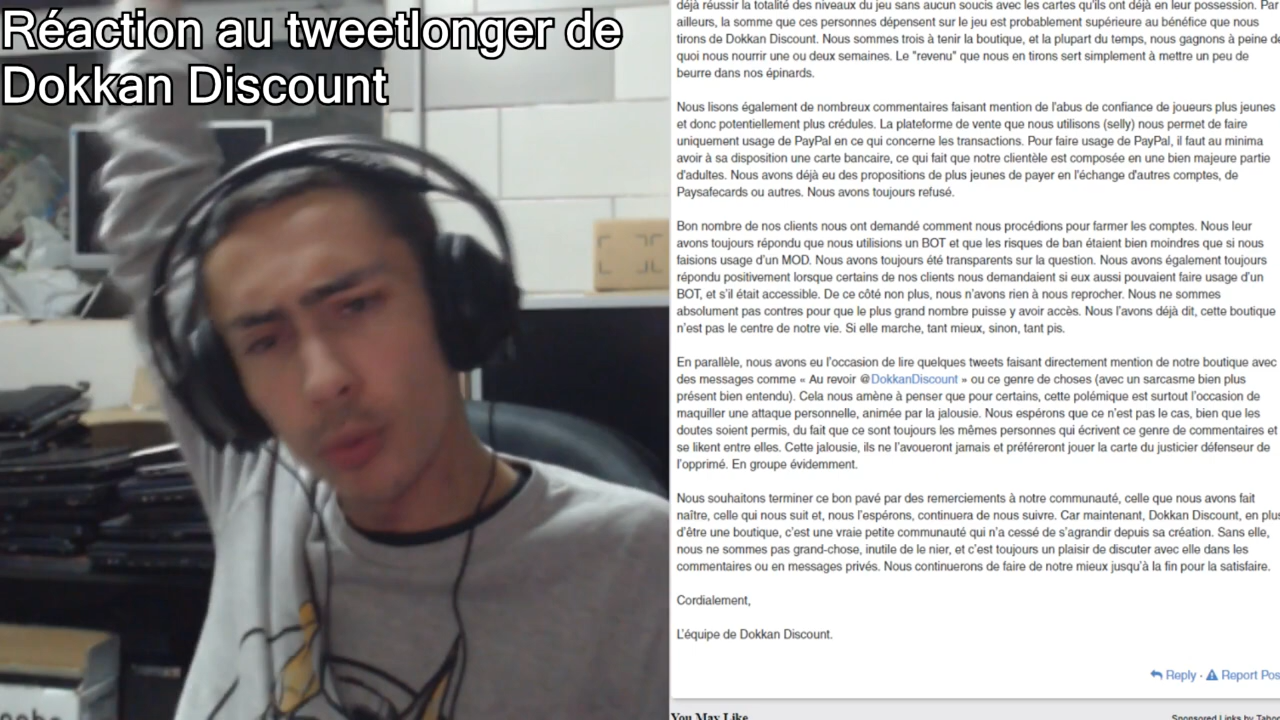 Réaction au tweetlonger de
Dokkan Discount
déjà réussir la totalité des niveaux du jeu sans aucun soucis avec les cartes qu'ils ont déjà en leur possession. Par
ailleurs, la somme que ces personnes dépensent sur le jeu est probablement supérieure au bénéfice que nous
tirons de Dokkan Discount. Nous sommes trois à tenir la boutique, et la plupart du temps, nous gagnons à peine de
quoi nous nourrir une ou deux semaines. Le "revenu" que nous en tirons sert simplement à mettre un peu de
beurre dans nos épinards.
Nous lisons également de nombreux commentaires faisant mention de l'abus de confiance de joueurs plus jeunes
et donc potentiellement plus crédules. La plateforme de vente que nous utilisons (selly) nous permet de faire
uniquement usage de PayPal en ce qui concerne les transactions. Pour faire usage de PayPal, il faut au minima
avoir à sa disposition une carte bancaire, ce qui fait que notre clientèle est composée en une bien majeure partie
d'adultes. Nous avons déjà eu des propositions de plus jeunes de payer en l'échange d'autres comptes, de
Paysafecards ou autres. Nous avons toujours refusé.
Bon nombre de nos clients nous ont demandé comment nous procédions pour farmer les comptes. Nous leur
avons toujours répondu que nous utilisions un BOT et que les risques de ban étaient bien moindres que si nous
faisions usage d'un MOD. Nous avons toujours été transparents sur la question. Nous avons également toujours
répondu positivement lorsque certains de nos clients nous demandaient si eux aussi pouvaient faire usage d'un
BOT, et s'il était accessible. De ce côté non plus, nous n'avons rien à nous reprocher. Nous ne sommes
absolument pas contres pour que le plus grand nombre puisse y avoir accès. Nous l'avons déjà dit, cette boutique
n'est pas le centre de notre vie. Si elle marche, tant mieux, sinon, tant pis.
En parallèle, nous avons eu l'occasion de lire quelques tweets faisant directement mention de notre boutique avec
des messages comme « Au revoir @DokkanDiscount » ou ce genre de choses (avec un sarcasme bien plus
présent bien entendu). Cela nous amène à penser que pour certains, cette polémique est surtout l'occasion de
maquiller une attaque personnelle, animée par la jalousie. Nous espérons que ce n'est pas le cas, bien que les
doutes soient permis, du fait que ce sont toujours les mêmes personnes qui écrivent ce genre de commentaires et
se likent entre elles. Cette jalousie, ils ne l'avoueront jamais et préféreront jouer la carte du justicier défenseur de
l'opprimé. En groupe évidemment.
Nous souhaitons terminer ce bon pavé par des remerciements à notre communauté, celle que nous avons fait
naître, celle qui nous suit et, nous l'espérons, continuera de nous suivre. Car maintenant, Dokkan Discount, en plus
d'être une boutique, c'est une vraie petite communauté qui n'a cessé de s'agrandir depuis sa création. Sans elle,
nous ne sommes pas grand-chose, inutile de le nier, et c'est toujours un plaisir de discuter avec elle dans les
commentaires ou en messages privés. Nous continuerons de faire de notre mieux jusqu'à la fin pour la satisfaire.
Cordialement,
L'équipe de Dokkan Discount.
Reply · Report Pos
You May Like
Sponsored Links by Taboo